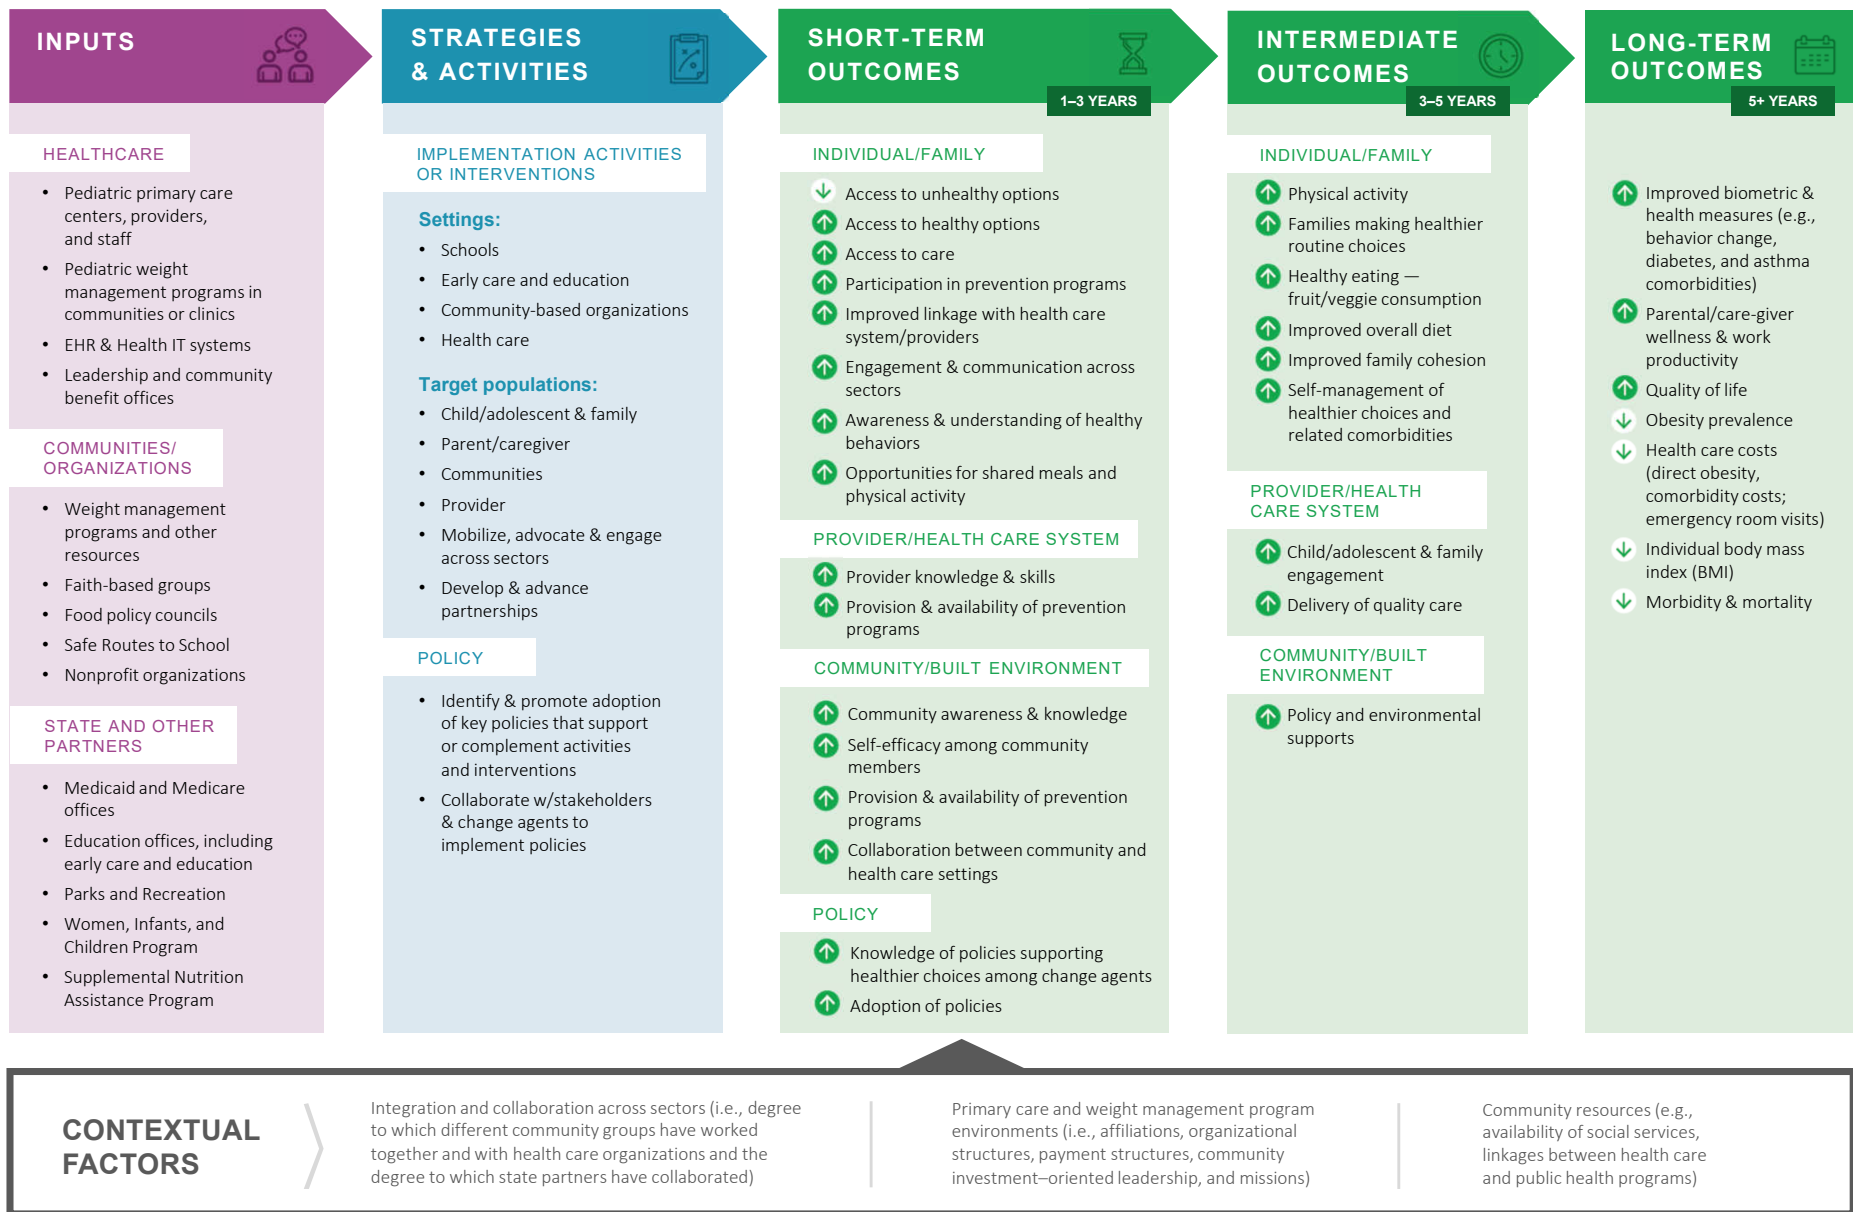 INPUTS
HEALTHCARE
• Pediatric primary care
centers, providers,
and staff
• Pediatric weight
management programs in
communities or clinics
• EHR & Health IT systems
• Leadership and community
benefit offices
COMMUNITIES/
ORGANIZATIONS
• Weight management
programs and other
resources
• Faith-based groups
• Food policy councils
• Safe Routes to School
• Nonprofit organizations
STATE AND OTHER
PARTNERS
• Medicaid and Medicare
offices
• Education offices, including
early care and education
• Parks and Recreation
• Women, Infants, and
Children Program
• Supplemental Nutrition
Assistance Program
STRATEGIES
& ACTIVITIES
IMPLEMENTATION ACTIVITIES
OR INTERVENTIONS
Settings:
• Schools
• Early care and education
• Community-based organizations
• Health care
Target populations:
• Child/adolescent & family
• Parent/caregiver
• Communities
• Provider
• Mobilize, advocate & engage
across sectors
• Develop & advance
partnerships
POLICY
• Identify & promote adoption
of key policies that support
or complement activities
and interventions
• Collaborate w/stakeholders
& change agents to
implement policies
SHORT-TERM
OUTCOMES
1–3 YEARS
INDIVIDUAL/FAMILY
↓ Access to unhealthy options
↑ Access to healthy options
↑ Access to care
↑ Participation in prevention programs
↑ Improved linkage with health care
system/providers
↑ Engagement & communication across
sectors
↑ Awareness & understanding of healthy
behaviors
↑ Opportunities for shared meals and
physical activity
PROVIDER/HEALTH CARE SYSTEM
↑ Provider knowledge & skills
↑ Provision & availability of prevention
programs
COMMUNITY/BUILT ENVIRONMENT
↑ Community awareness & knowledge
↑ Self-efficacy among community
members
↑ Provision & availability of prevention
programs
↑ Collaboration between community and
health care settings
POLICY
↑ Knowledge of policies supporting
healthier choices among change agents
↑ Adoption of policies
INTERMEDIATE
OUTCOMES
3–5 YEARS
INDIVIDUAL/FAMILY
↑ Physical activity
↑ Families making healthier
routine choices
↑ Healthy eating —
fruit/veggie consumption
↑ Improved overall diet
↑ Improved family cohesion
↑ Self-management of
healthier choices and
related comorbidities
PROVIDER/HEALTH
CARE SYSTEM
↑ Child/adolescent & family
engagement
↑ Delivery of quality care
COMMUNITY/BUILT
ENVIRONMENT
↑ Policy and environmental
supports
LONG-TERM
OUTCOMES
5+ YEARS
↑ Improved biometric &
health measures (e.g.,
behavior change,
diabetes, and asthma
comorbidities)
↑ Parental/care-giver
wellness & work
productivity
↑ Quality of life
↓ Obesity prevalence
↓ Health care costs
(direct obesity,
comorbidity costs;
emergency room visits)
↓ Individual body mass
index (BMI)
↓ Morbidity & mortality
CONTEXTUAL
FACTORS
Integration and collaboration across sectors (i.e., degree
to which different community groups have worked
together and with health care organizations and the
degree to which state partners have collaborated)
Primary care and weight management program
environments (i.e., affiliations, organizational
structures, payment structures, community
investment–oriented leadership, and missions)
Community resources (e.g.,
availability of social services,
linkages between health care
and public health programs)